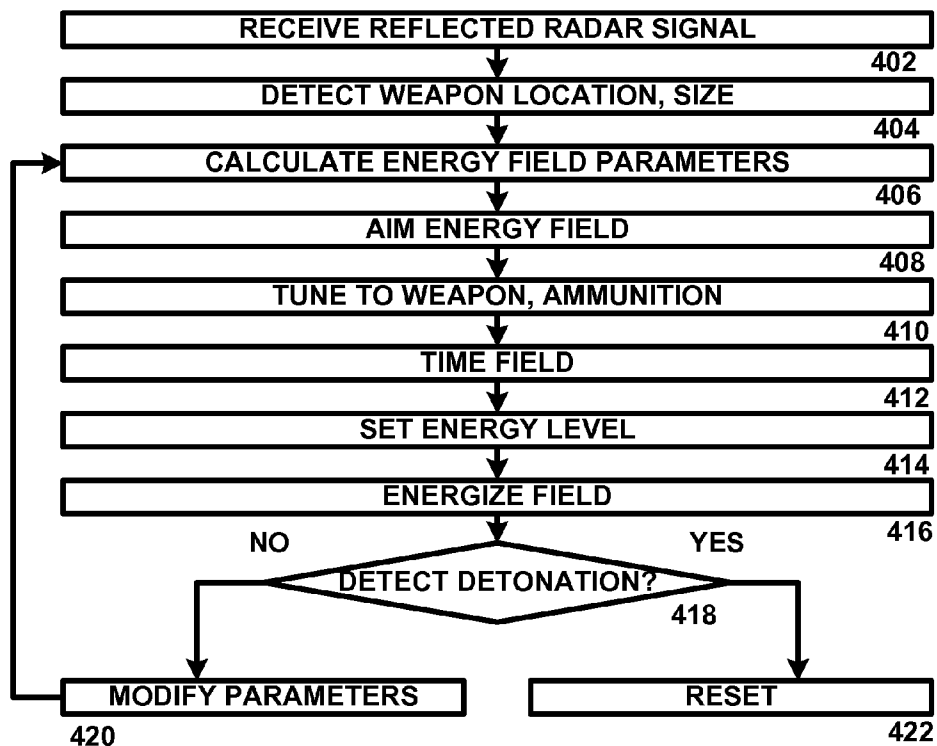 RECEIVE REFLECTED RADAR SIGNAL
402
DETECT WEAPON LOCATION, SIZE
404
CALCULATE ENERGY FIELD PARAMETERS
406
AIM ENERGY FIELD
408
TUNE TO WEAPON, AMMUNITION
410
TIME FIELD
412
SET ENERGY LEVEL
414
ENERGIZE FIELD
416
NO
YES
DETECT DETONATION?
418
MODIFY PARAMETERS
420
RESET
422